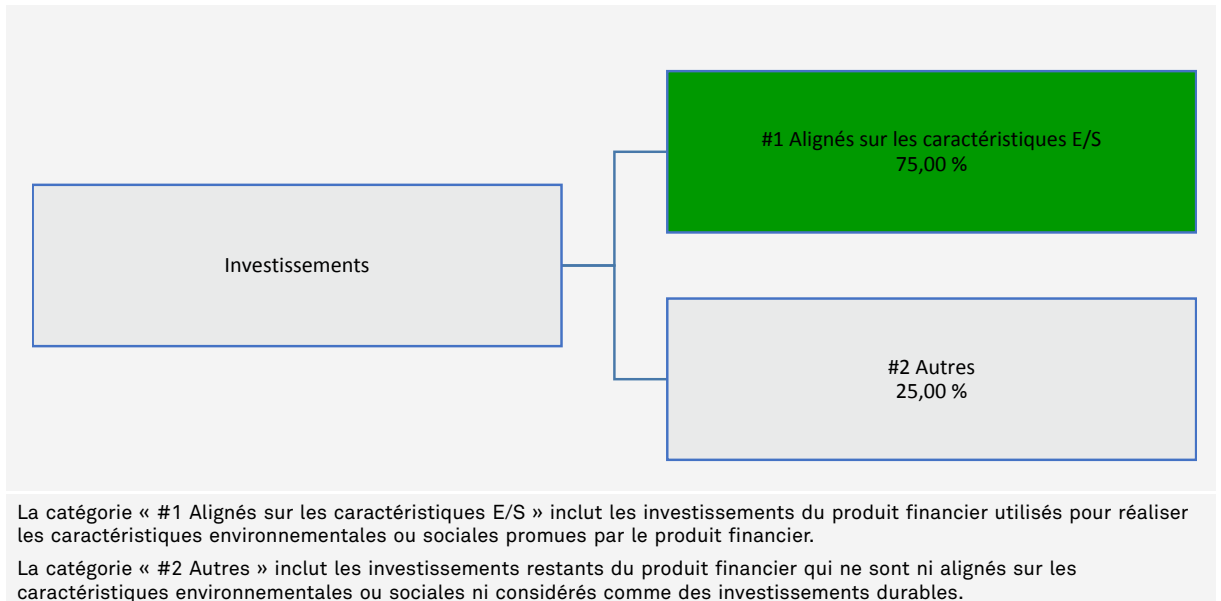 #1 Alignés sur les caractéristiques E/S
75,00 %
Investissements
#2 Autres
25,00 %
La catégorie « #1 Alignés sur les caractéristiques E/S » inclut les investissements du produit financier utilisés pour réaliser
les caractéristiques environnementales ou sociales promues par le produit financier.
La catégorie « #2 Autres » inclut les investissements restants du produit financier qui ne sont ni alignés sur les
caractéristiques environnementales ou sociales ni considérés comme des investissements durables.